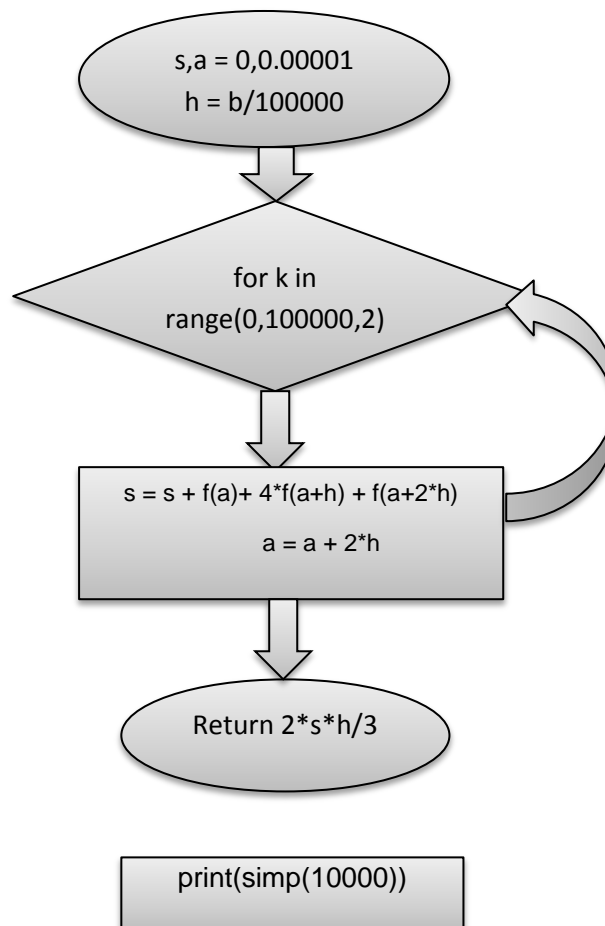 s,a = 0,0.00001
h = b/100000
for k in
range(0,100000,2)
s = s + f(a)+ 4*f(a+h) + f(a+2*h)
a = a + 2*h
Return 2*s*h/3
print(simp(10000))